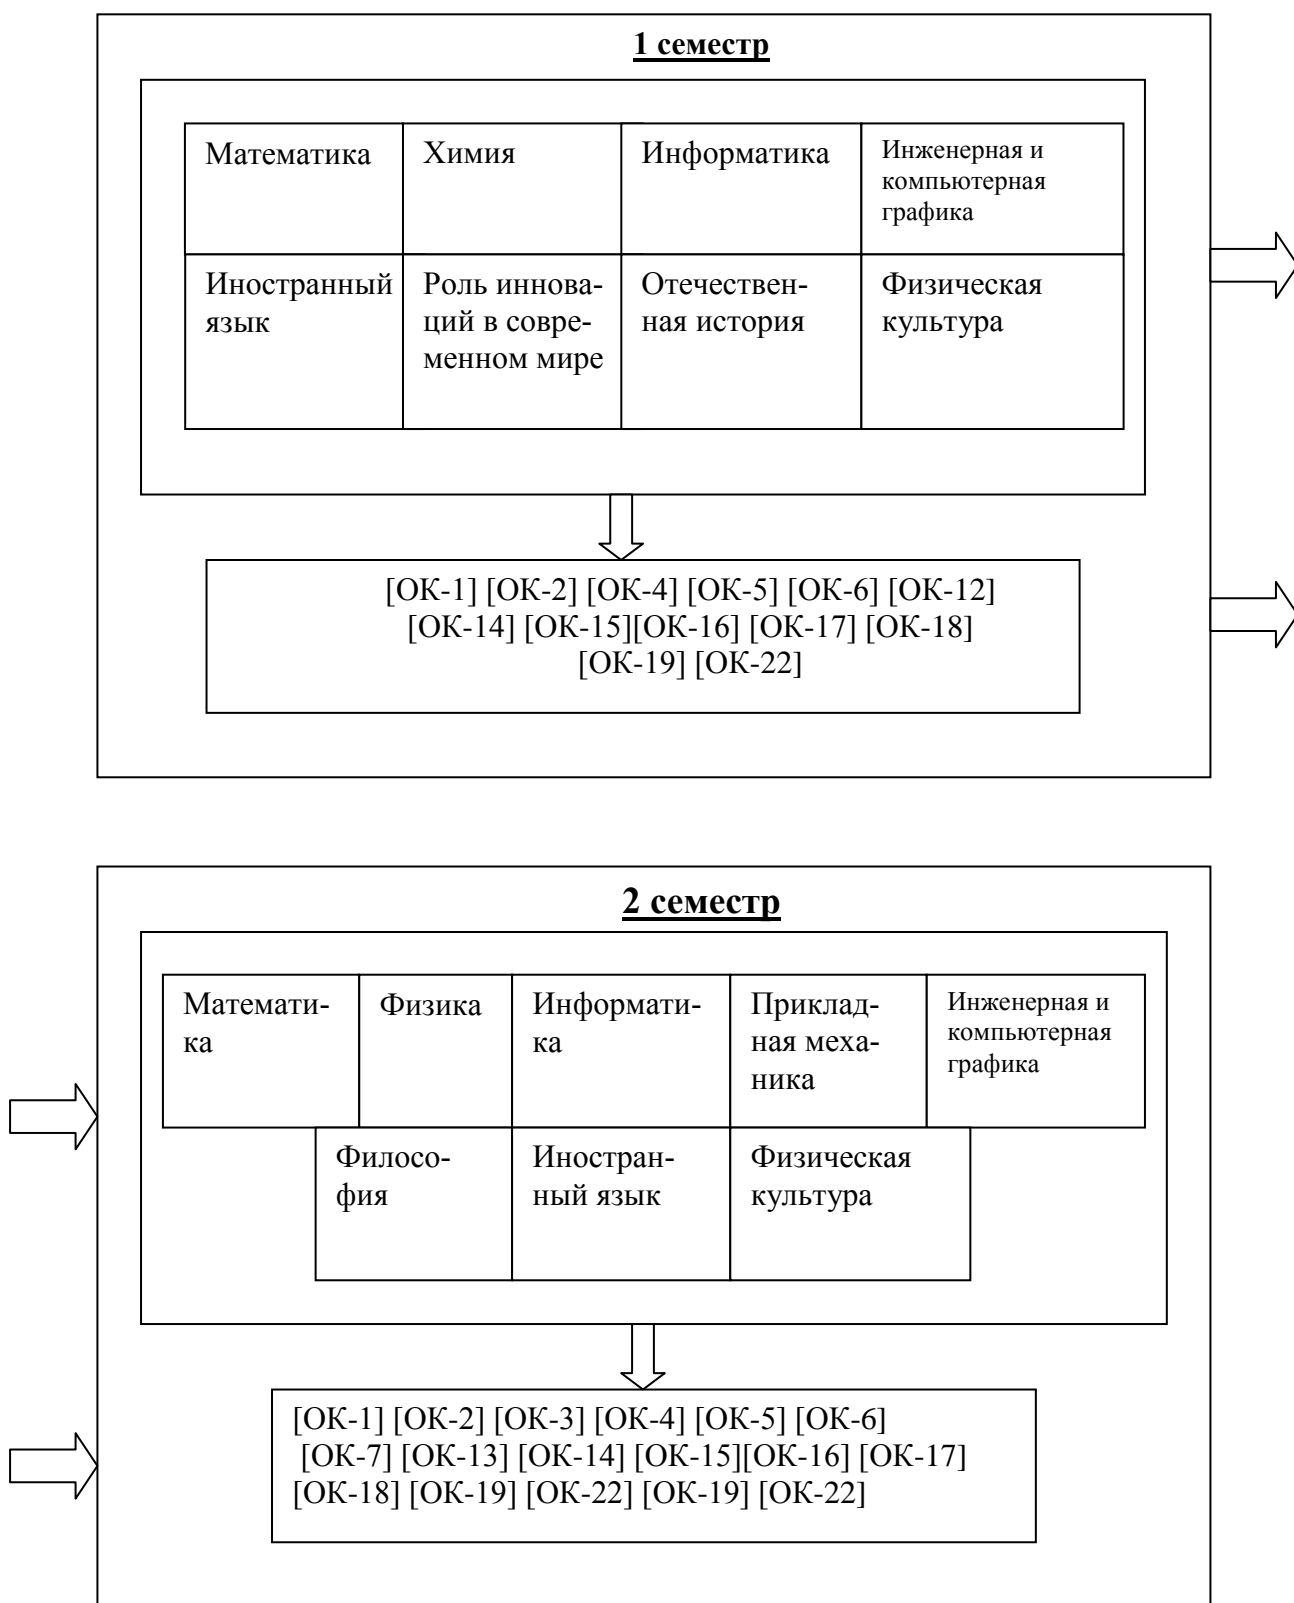 1 семестр
Математика Химия Информатика Инженерная и
компьютерная
графика
Иностранный
язык
Роль иннова-
ций в совре-
менном мире
Отечествен-
ная история
Физическая
культура
[ОК-1] [ОК-2] [ОК-4] [ОК-5] [ОК-6] [ОК-12]
[ОК-14] [ОК-15][ОК-16] [ОК-17] [ОК-18]
[ОК-19] [ОК-22]
2 семестр
Математи-
ка
Физика
Информати-
ка
Приклад-
ная меха-
ника
Инженерная и
компьютерная
графика
Филосо-
фия
Иностран-
ный язык
Физическая
культура
[ОК-1] [ОК-2] [ОК-3] [ОК-4] [ОК-5] [ОК-6]
[ОК-7] [ОК-13] [ОК-14] [ОК-15][ОК-16] [ОК-17]
[ОК-18] [ОК-19] [ОК-22] [ОК-19] [ОК-22]